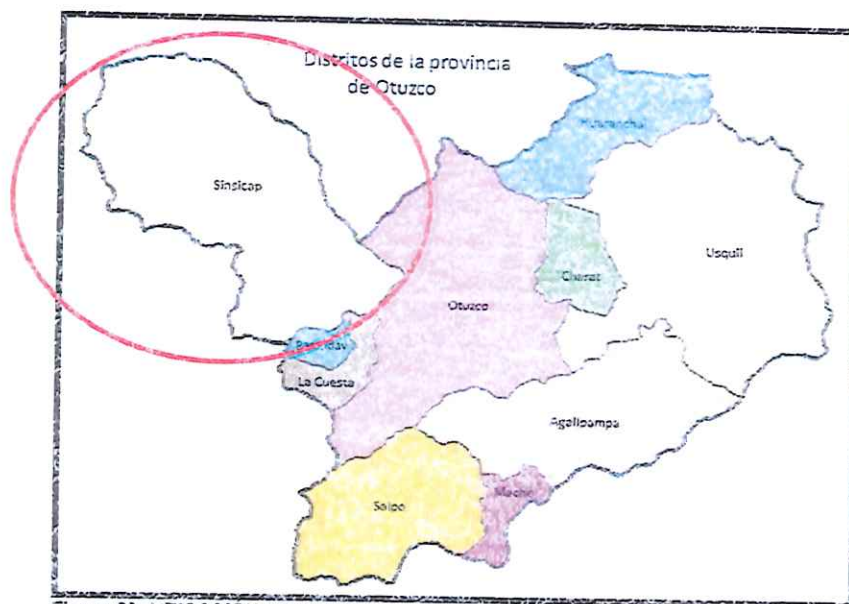 Distritos de la provincia
de Otuzco
Huaranchal
Sinsicap
Usquil
Charat
Otuzco
La Cuesta
Agallpampa
Salpo
Mache